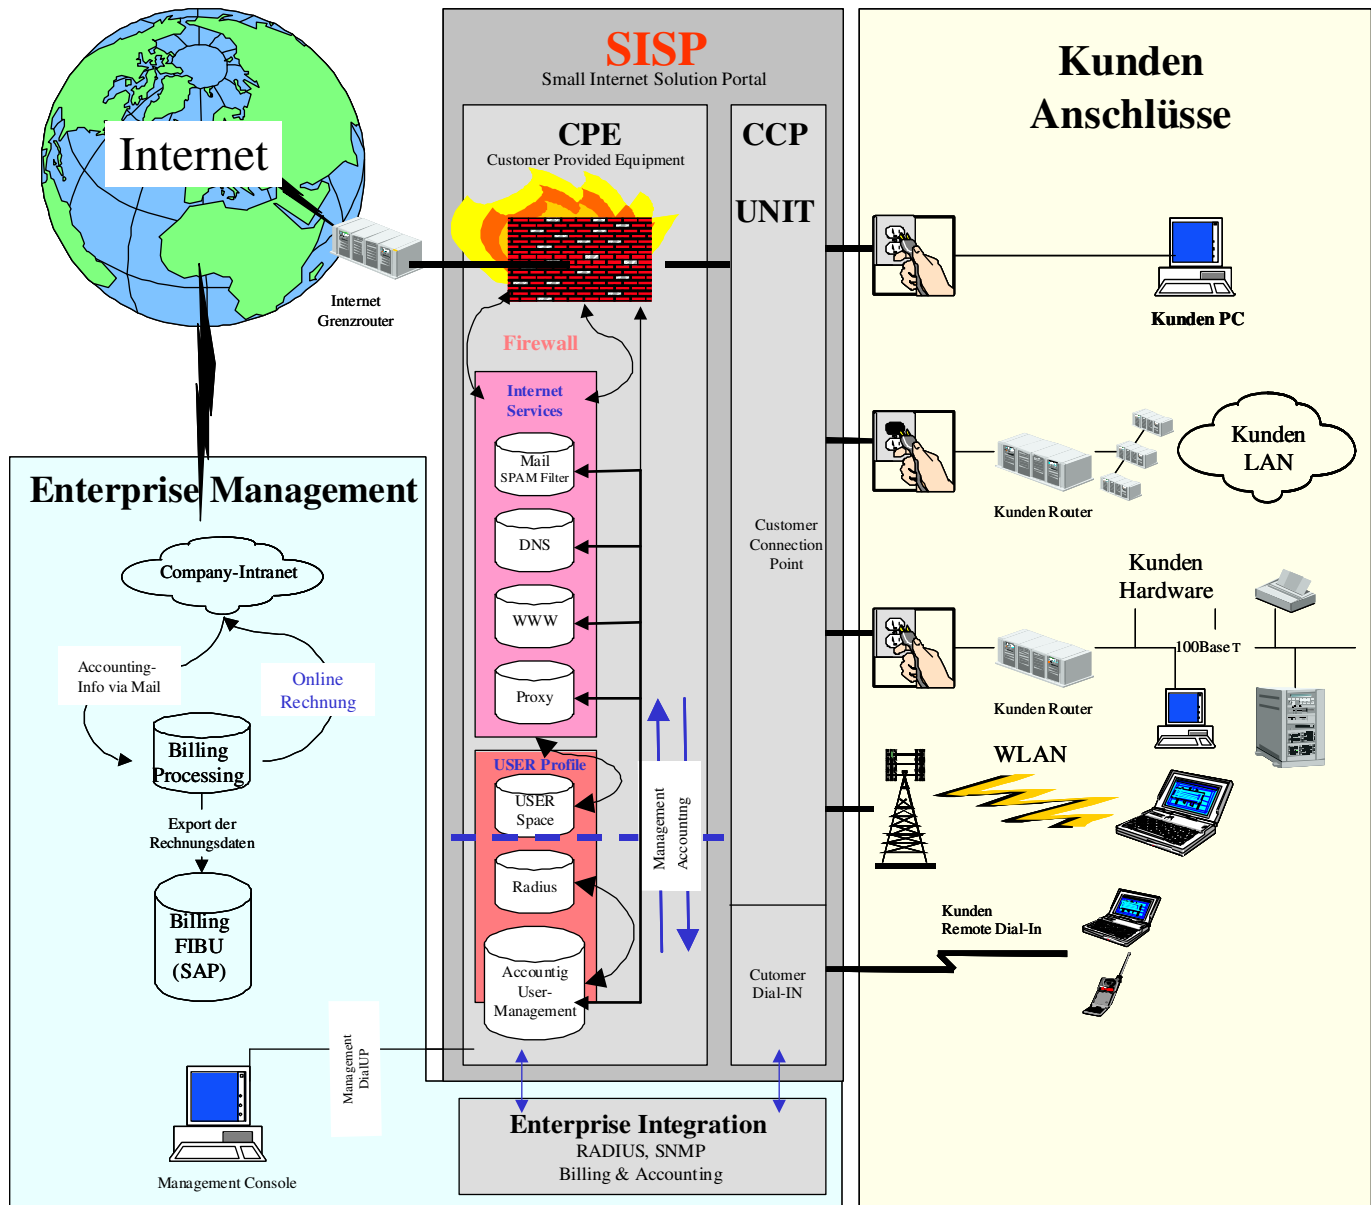 SISP
Small Internet Solution Portal
Kunden
Anschlüsse
Internet
Internet
Grenzrouter
CPE
Customer Provided Equipment
CCP
UNIT
Firewall
Internet
Services
Mail
SPAM Filter
DNS
WWW
Proxy
USER Profile
USER
Space
Radius
Accountig
User-
Management
Management
Accounting
Customer
Connection
Point
Cutomer
Dial-IN
Kunden PC
Kunden Router
Kunden
LAN
Kunden
Hardware
100Base T
Kunden Router
WLAN
Kunden
Remote Dial-In
Enterprise Management
Company-Intranet
Accounting-
Info via Mail
Online
Rechnung
Billing
Processing
Export der
Rechnungsdaten
Billing
FIBU
(SAP)
Management
DialUP
Management Console
Enterprise Integration
RADIUS, SNMP
Billing & Accounting